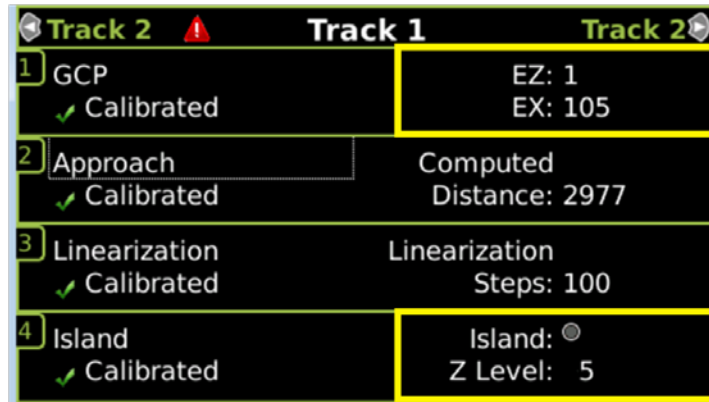 Track 2 Track 1 Track 2
1 GCP EZ: 1
Calibrated EX: 105
2 Approach Computed
Calibrated Distance: 2977
3 Linearization Linearization
Calibrated Steps: 100
4 Island Island:
Calibrated Z Level: 5